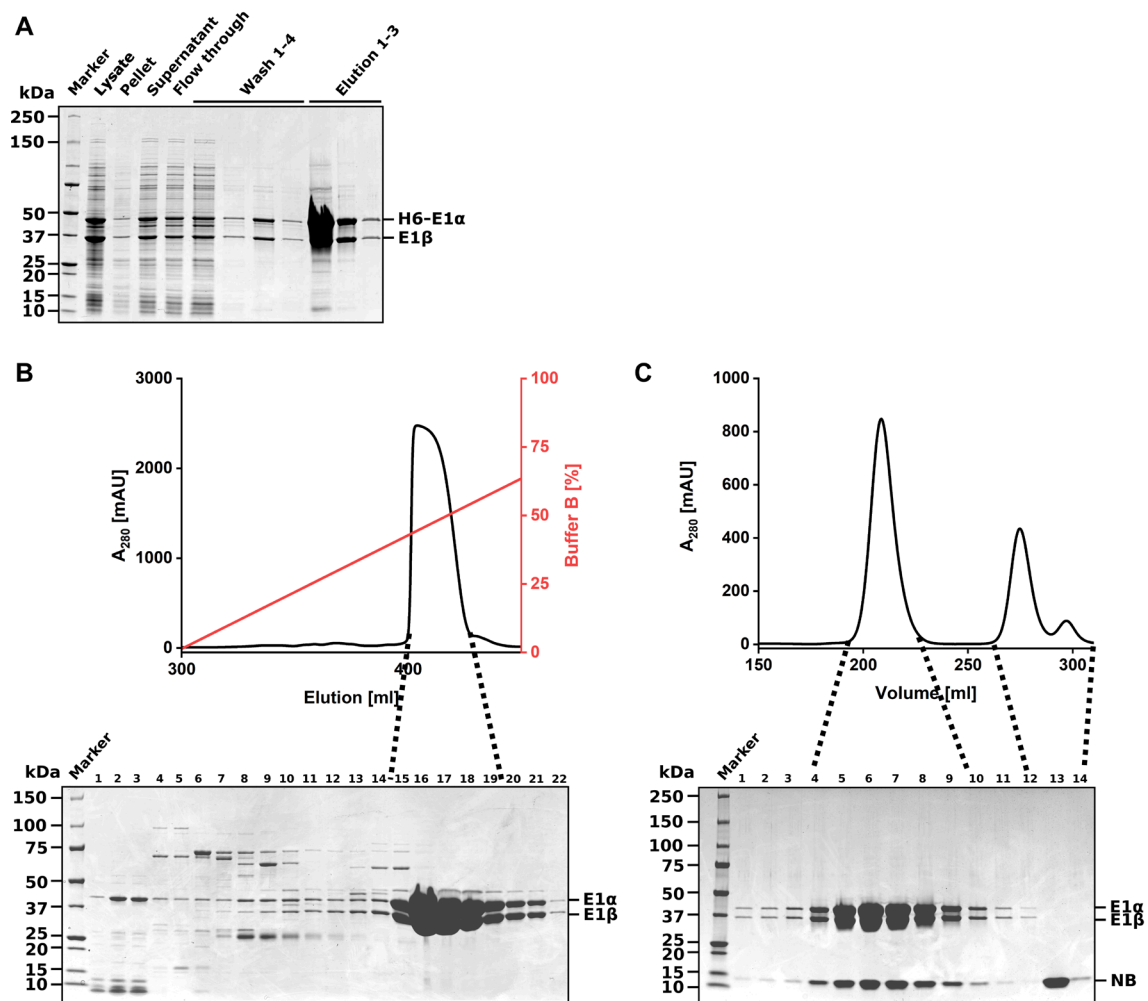 A
Marker
Lysate
Pellet
Supernatant
Flow through
Wash 1-4
Elution 1-3
kDa
250
150
50
37
25
20
15
10
H6-E1α
E1β
B
3000
2000
1000
0
A280 [mAU]
100
75
50
25
0
Buffer B [%]
300
400
Elution [ml]
Marker
kDa
1 2 3 4 5 6 7 8 9 10 11 12 13 14 15 16 17 18 19 20 21 22
150
100
75
50
37
25
20
15
10
E1α
E1β
C
1000
800
600
400
200
0
A280 [mAU]
150
200
250
300
Volume [ml]
Marker
kDa
1 2 3 4 5 6 7 8 9 10 11 12 13 14
250
150
100
75
50
37
25
20
15
10
E1α
E1β
NB